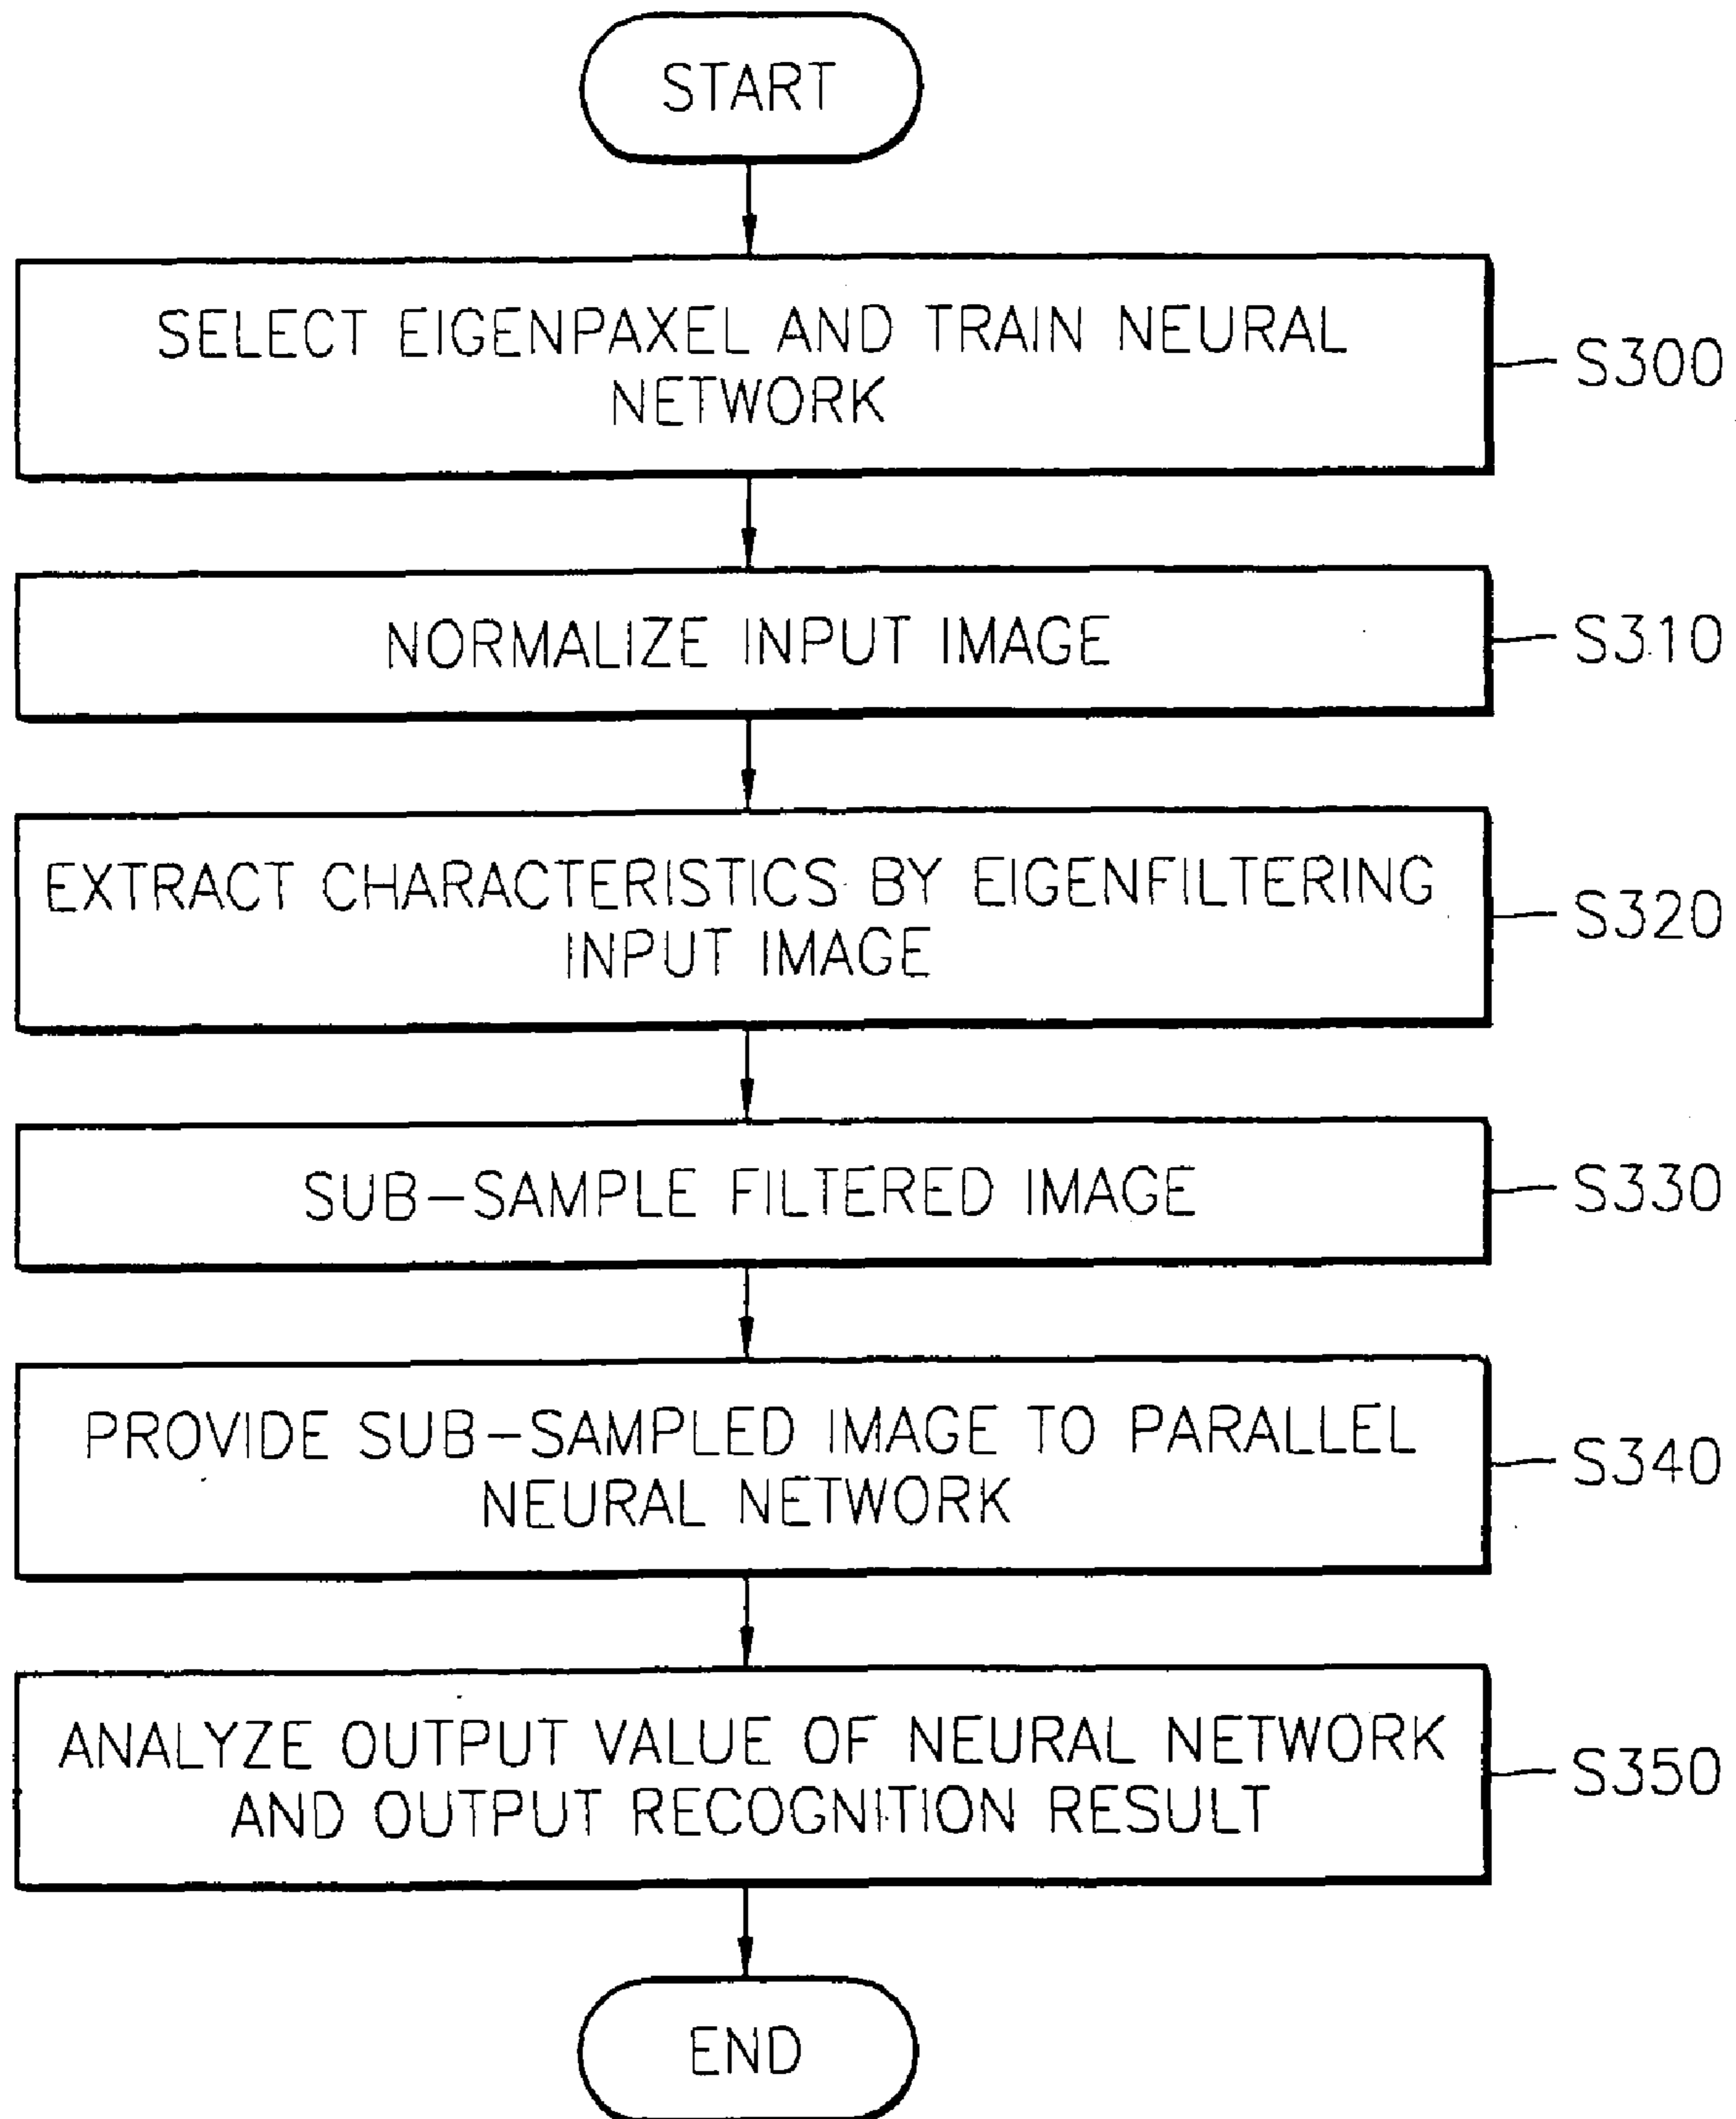 START
SELECT EIGENPAXEL AND TRAIN NEURAL
NETWORK
S300
NORMALIZE INPUT IMAGE
S310
EXTRACT CHARACTERISTICS BY EIGENFILTERING
INPUT IMAGE
S320
SUB-SAMPLE FILTERED IMAGE
S330
PROVIDE SUB-SAMPLED IMAGE TO PARALLEL
NEURAL NETWORK
S340
ANALYZE OUTPUT VALUE OF NEURAL NETWORK
AND OUTPUT RECOGNITION RESULT
S350
END